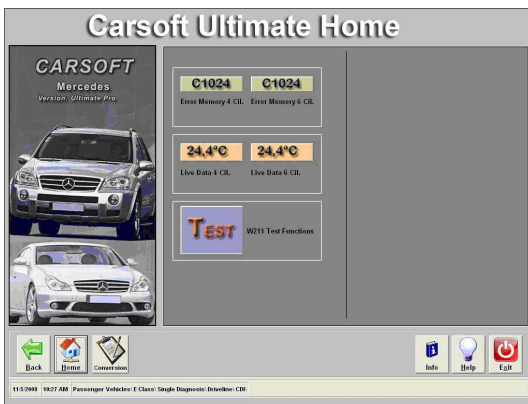 Carsoft Ultimate Home
CARSOFT
Mercedes
Version: Ultimate Pro
C1024 C1024
Error Memory 4 Cil. Error Memory 6 Cil.
24,4°C 24,4°C
Live Data 4 Cil. Live Data 6 Cil.
TEST W211 Test Functions
Back Home Conversion Info Help Exit
11/5/2008 10:27 AM Passenger Vehicles\ E Class\ Single Diagnosis\ Driveline\ CDI\